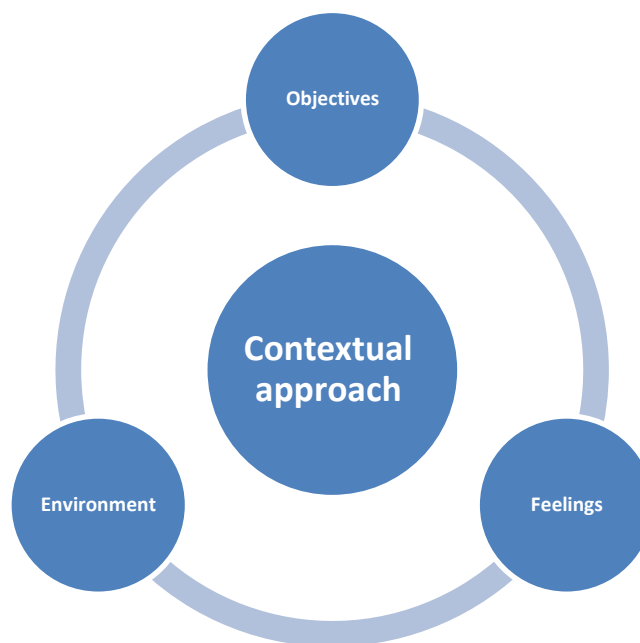 Objectives
Contextual
approach
Environment
Feelings